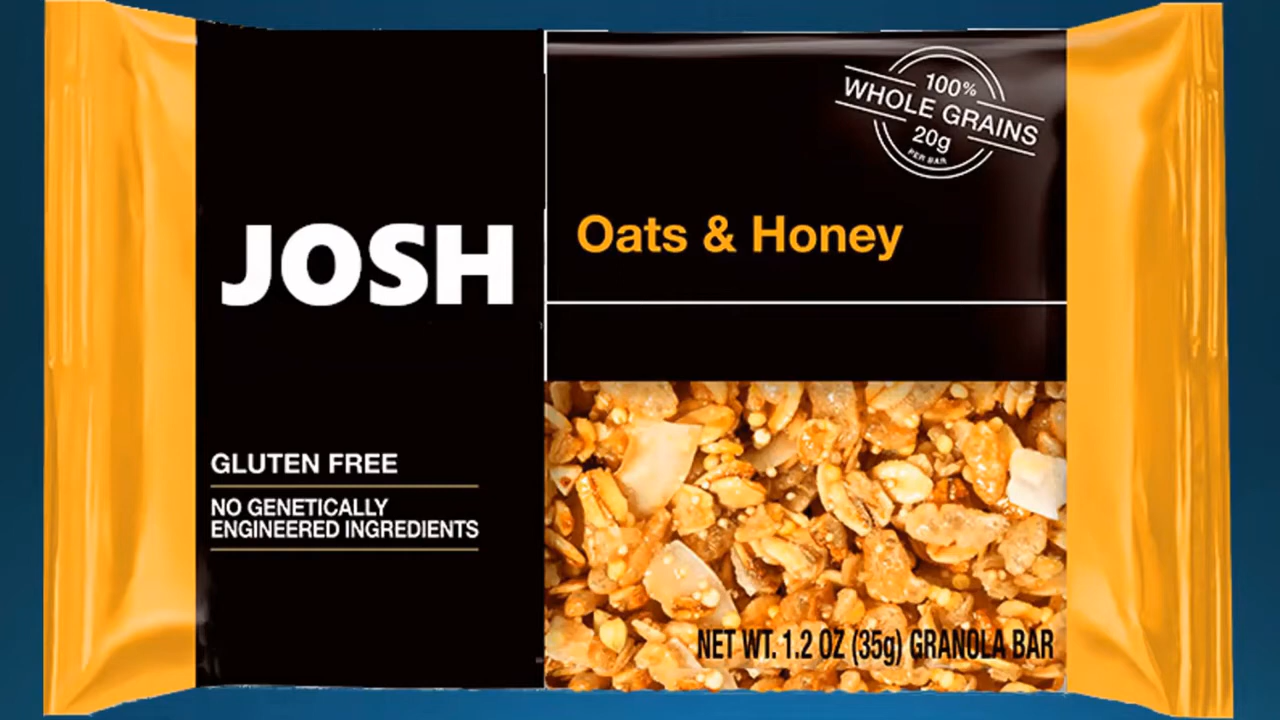 JOSH
GLUTEN FREE
NO GENETICALLY
ENGINEERED INGREDIENTS
100%
WHOLE GRAINS
20g
PER BAR
Oats & Honey
NET WT. 1.2 OZ (35g) GRANOLA BAR